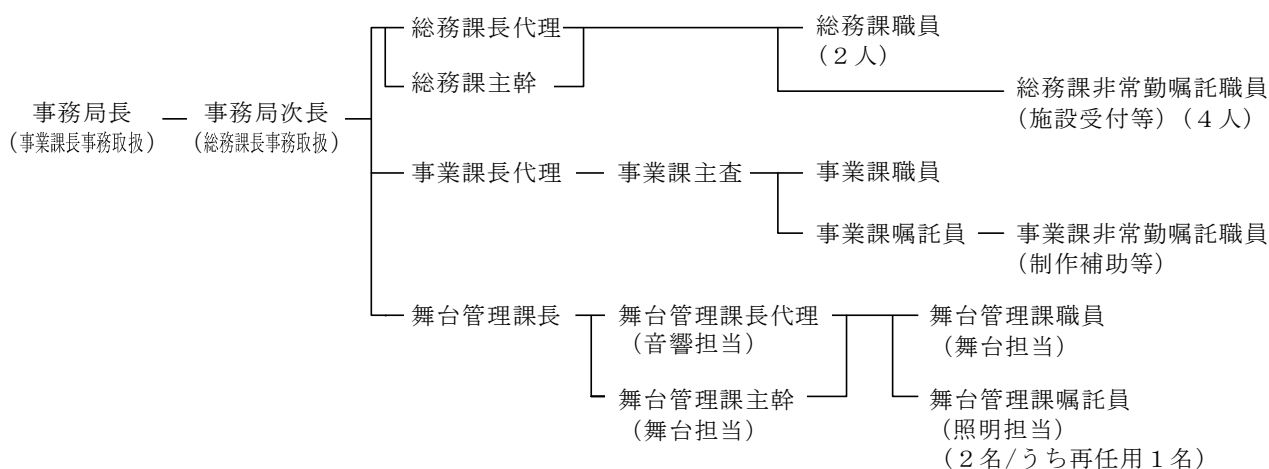 総務課長代理
総務課職員
(2人)
総務課主幹
総務課非常勤嘱託職員
(施設受付等)(4人)
事務局長
(事業課長事務取扱)
事務局次長
(総務課長事務取扱)
事業課長代理
事業課主査
事業課職員
事業課嘱託員
事業課非常勤嘱託職員
(制作補助等)
舞台管理課長
舞台管理課長代理
(音響担当)
舞台管理課職員
(舞台担当)
舞台管理課主幹
(舞台担当)
舞台管理課嘱託員
(照明担当)
(2名/うち再任用1名)